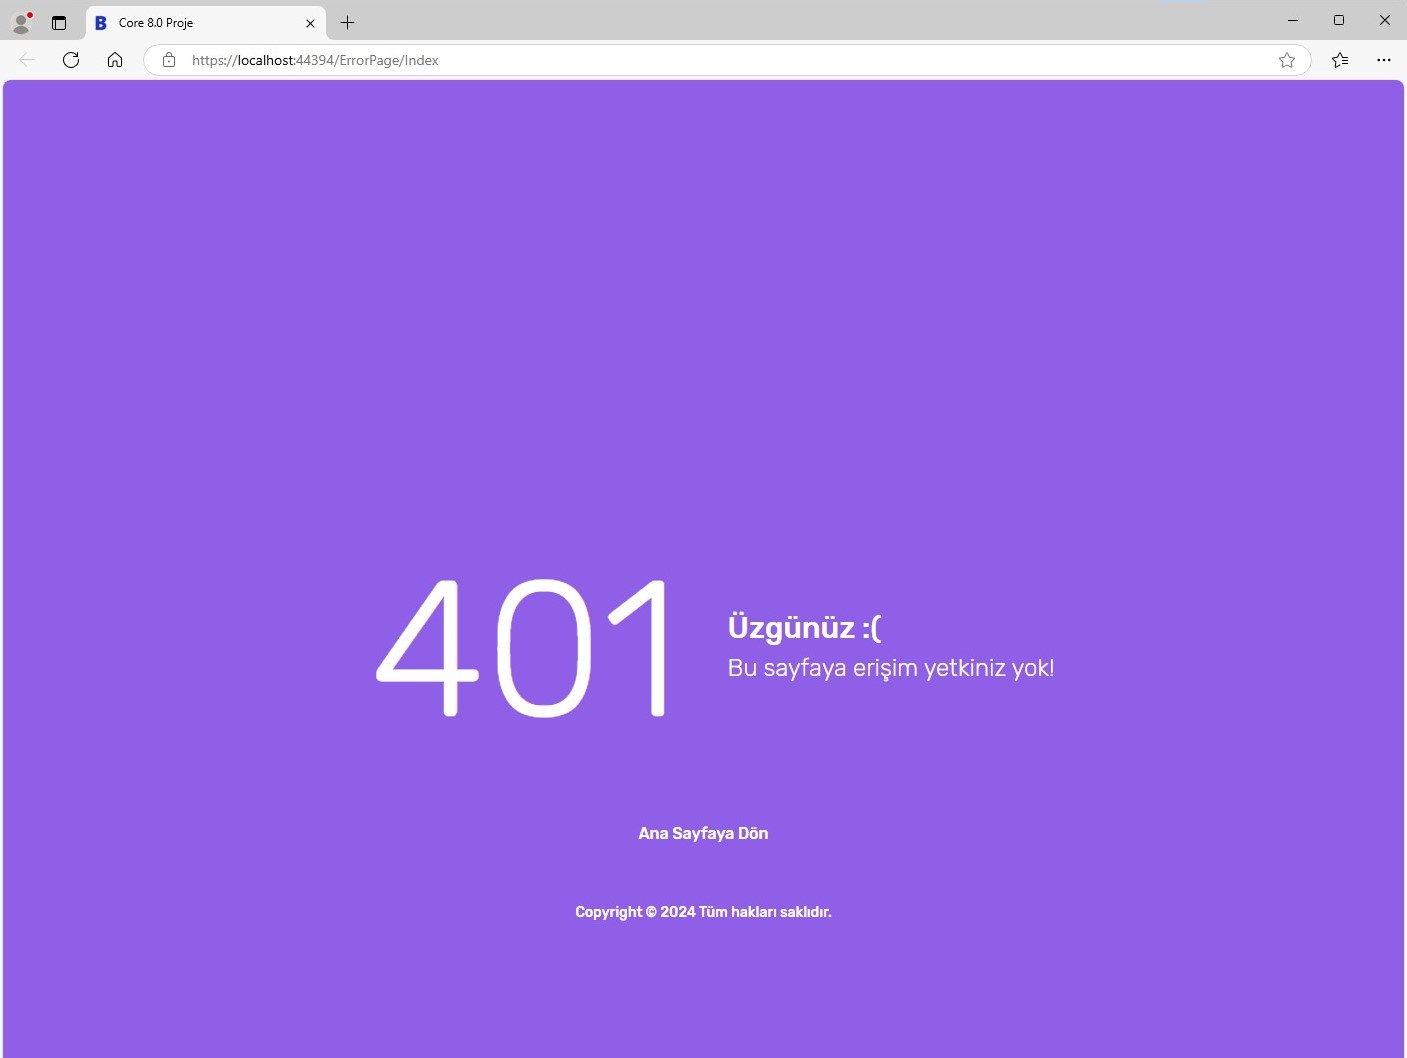 Core 8.0 Proje
https://localhost:44394/ErrorPage/Index
401
Üzgünüz :(
Bu sayfaya erişim yetkiniz yok!
Ana Sayfaya Dön
Copyright © 2024 Tüm hakları saklıdır.